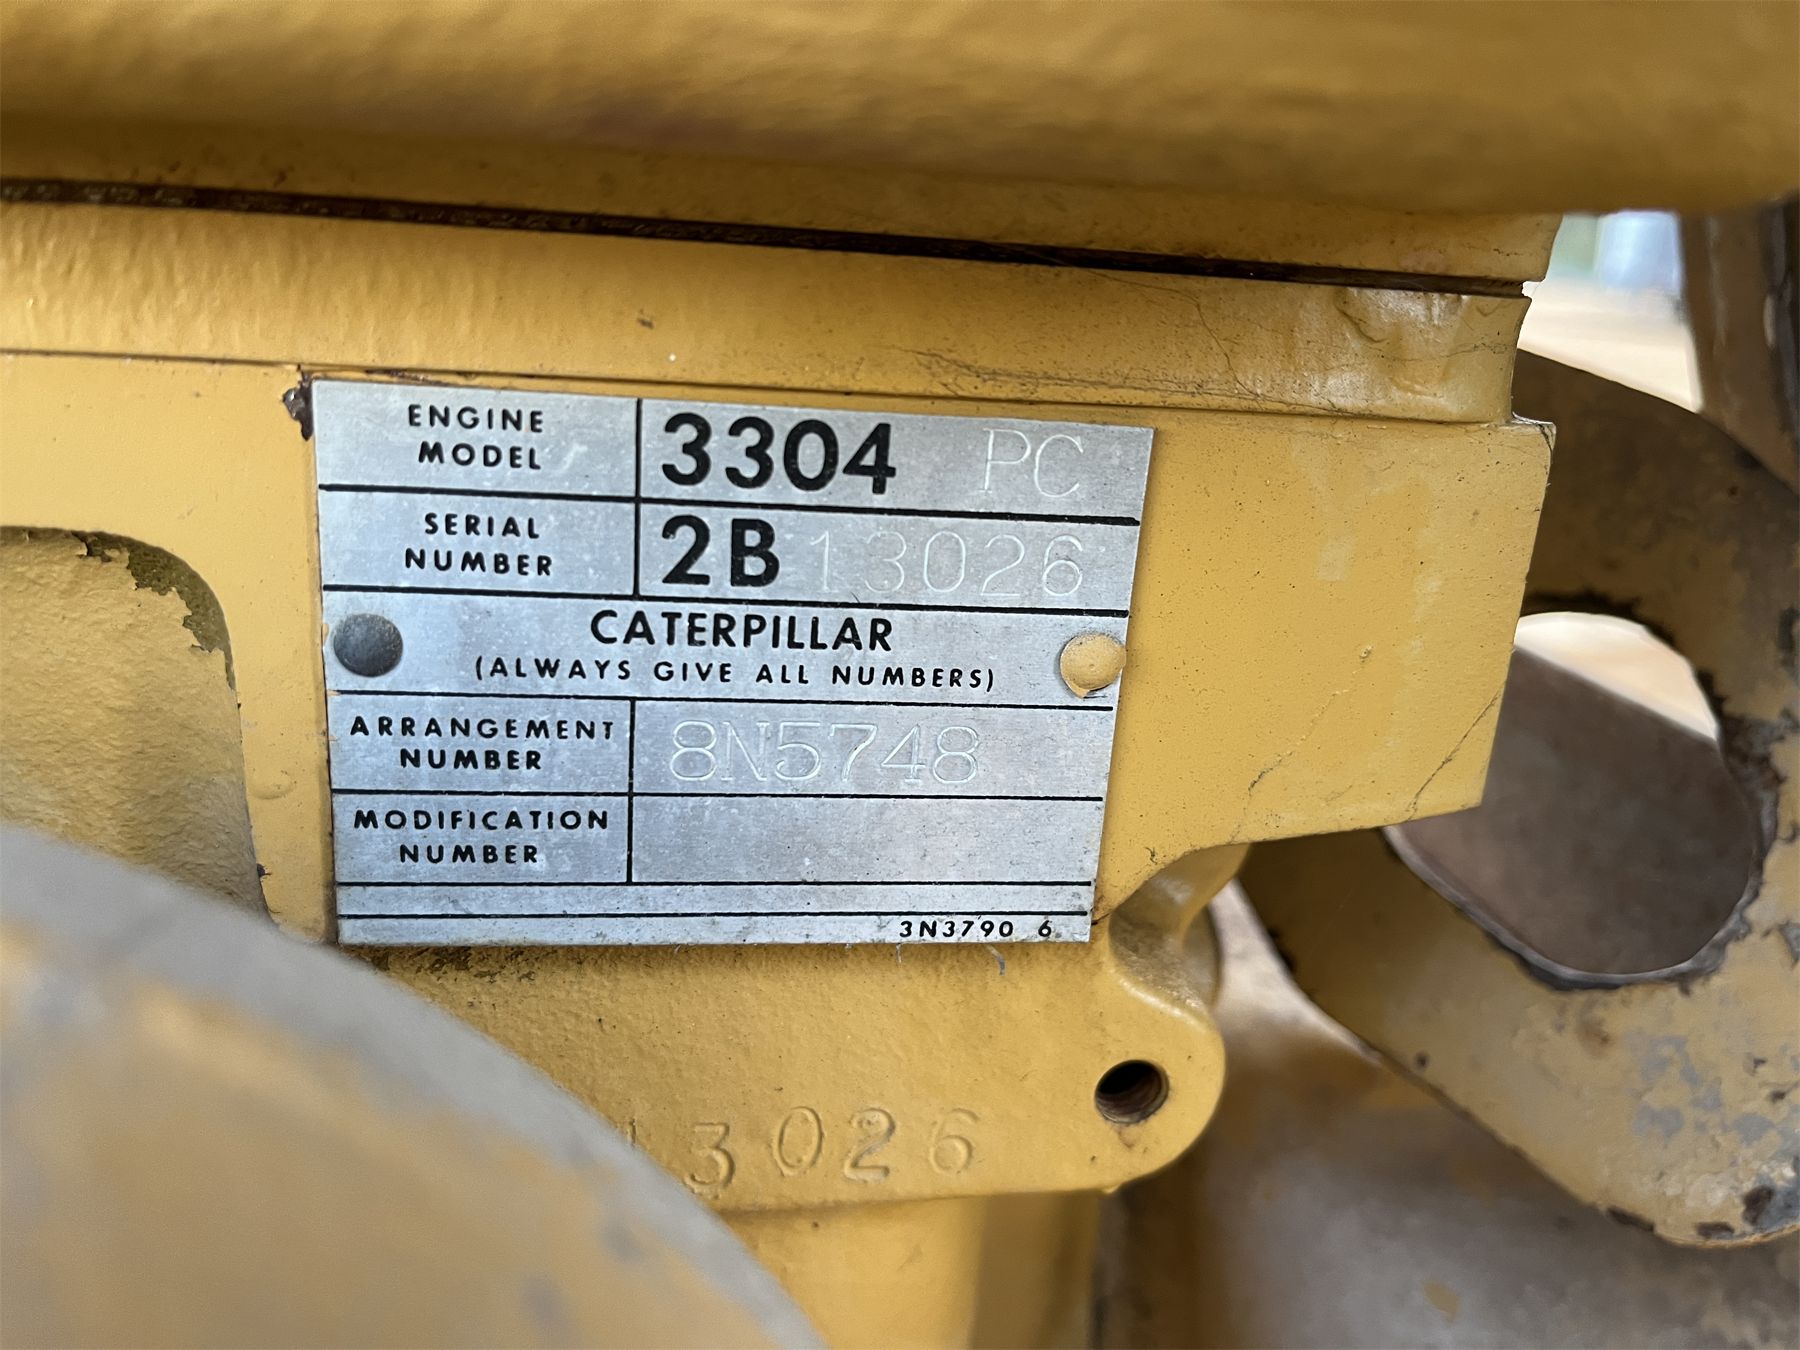 ENGINE
MODEL
3304 PC
SERIAL
NUMBER
2B 13026
CATERPILLAR
(ALWAYS GIVE ALL NUMBERS)
ARRANGEMENT
NUMBER
8N5748
MODIFICATION
NUMBER
3N3790 6
13026